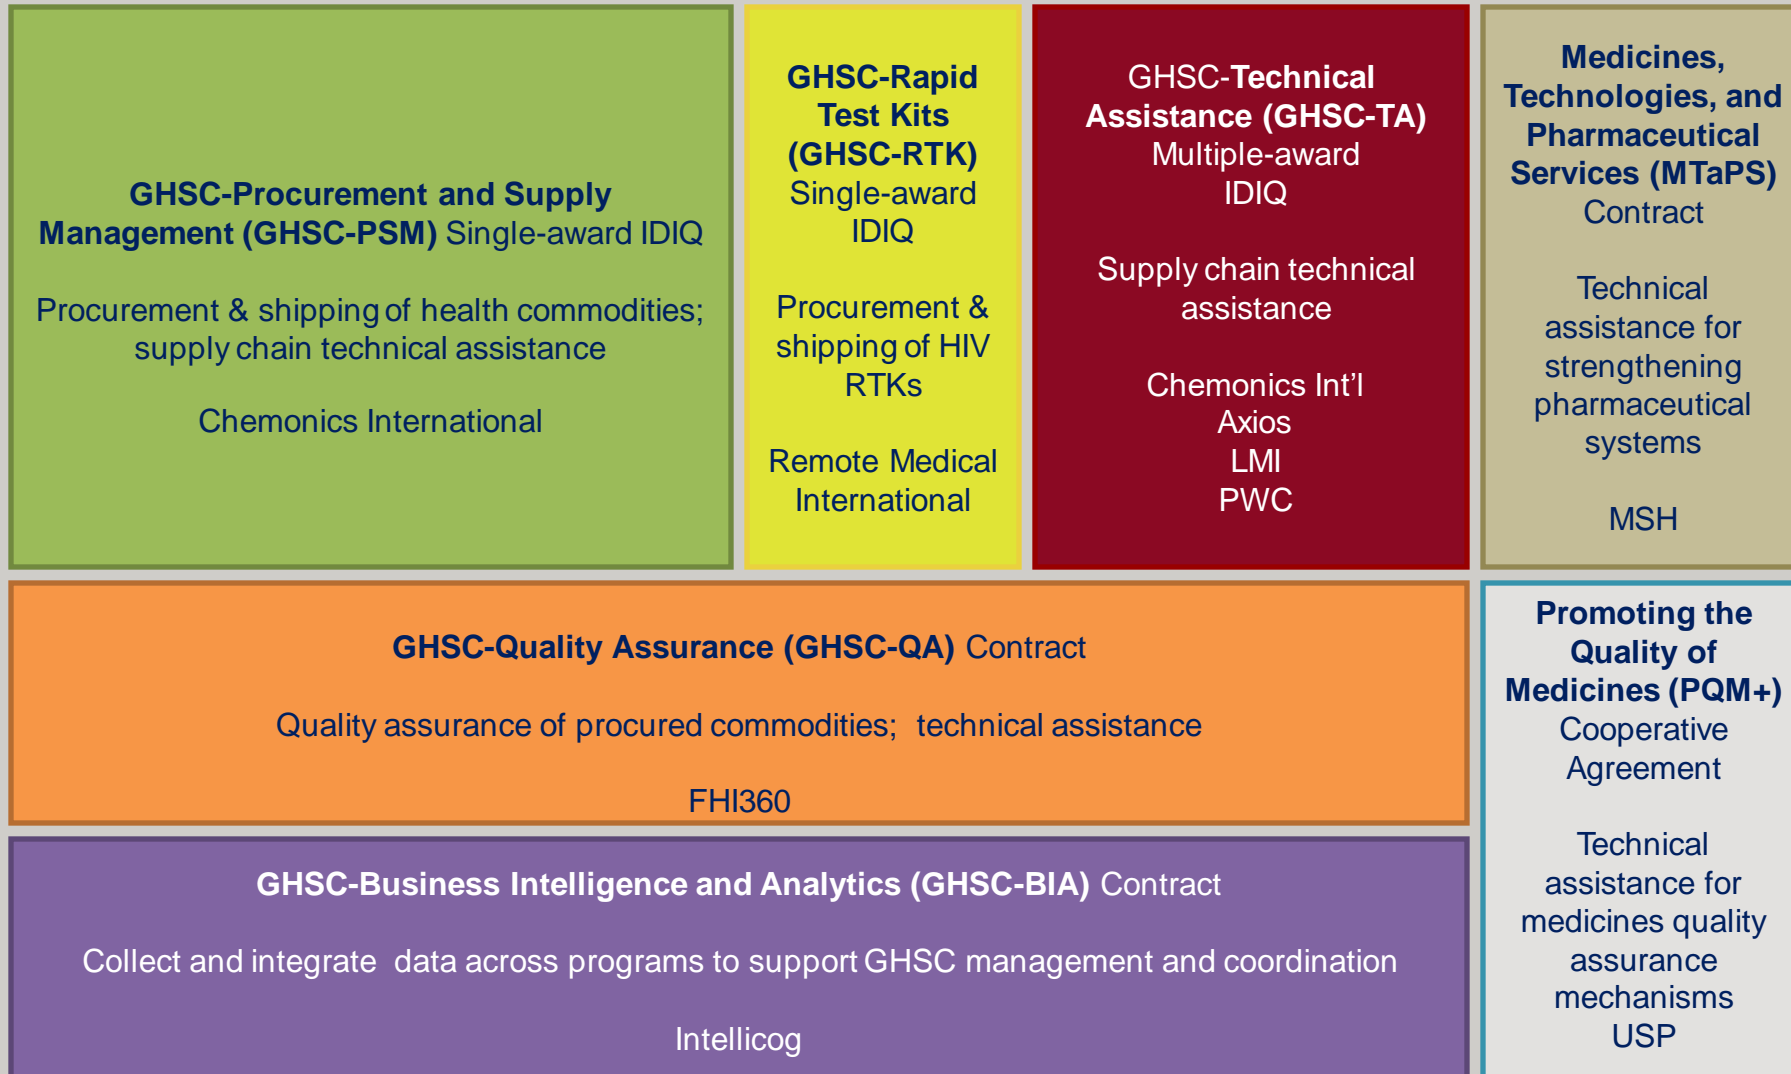 GHSC-Procurement and Supply
Management (GHSC-PSM) Single-award IDIQ
Procurement & shipping of health commodities;
supply chain technical assistance
Chemonics International
GHSC-Rapid
Test Kits
(GHSC-RTK)
Single-award
IDIQ
Procurement &
shipping of HIV
RTKs
Remote Medical
International
GHSC-Technical
Assistance (GHSC-TA)
Multiple-award
IDIQ
Supply chain technical
assistance
Chemonics Int'l
Axios
LMI
PWC
Medicines,
Technologies, and
Pharmaceutical
Services (MTaPS)
Contract
Technical
assistance for
strengthening
pharmaceutical
systems
MSH
GHSC-Quality Assurance (GHSC-QA) Contract
Quality assurance of procured commodities; technical assistance
FHI360
GHSC-Business Intelligence and Analytics (GHSC-BIA) Contract
Collect and integrate data across programs to support GHSC management and coordination
Intellicog
Promoting the
Quality of
Medicines (PQM+)
Cooperative
Agreement
Technical
assistance for
medicines quality
assurance
mechanisms
USP